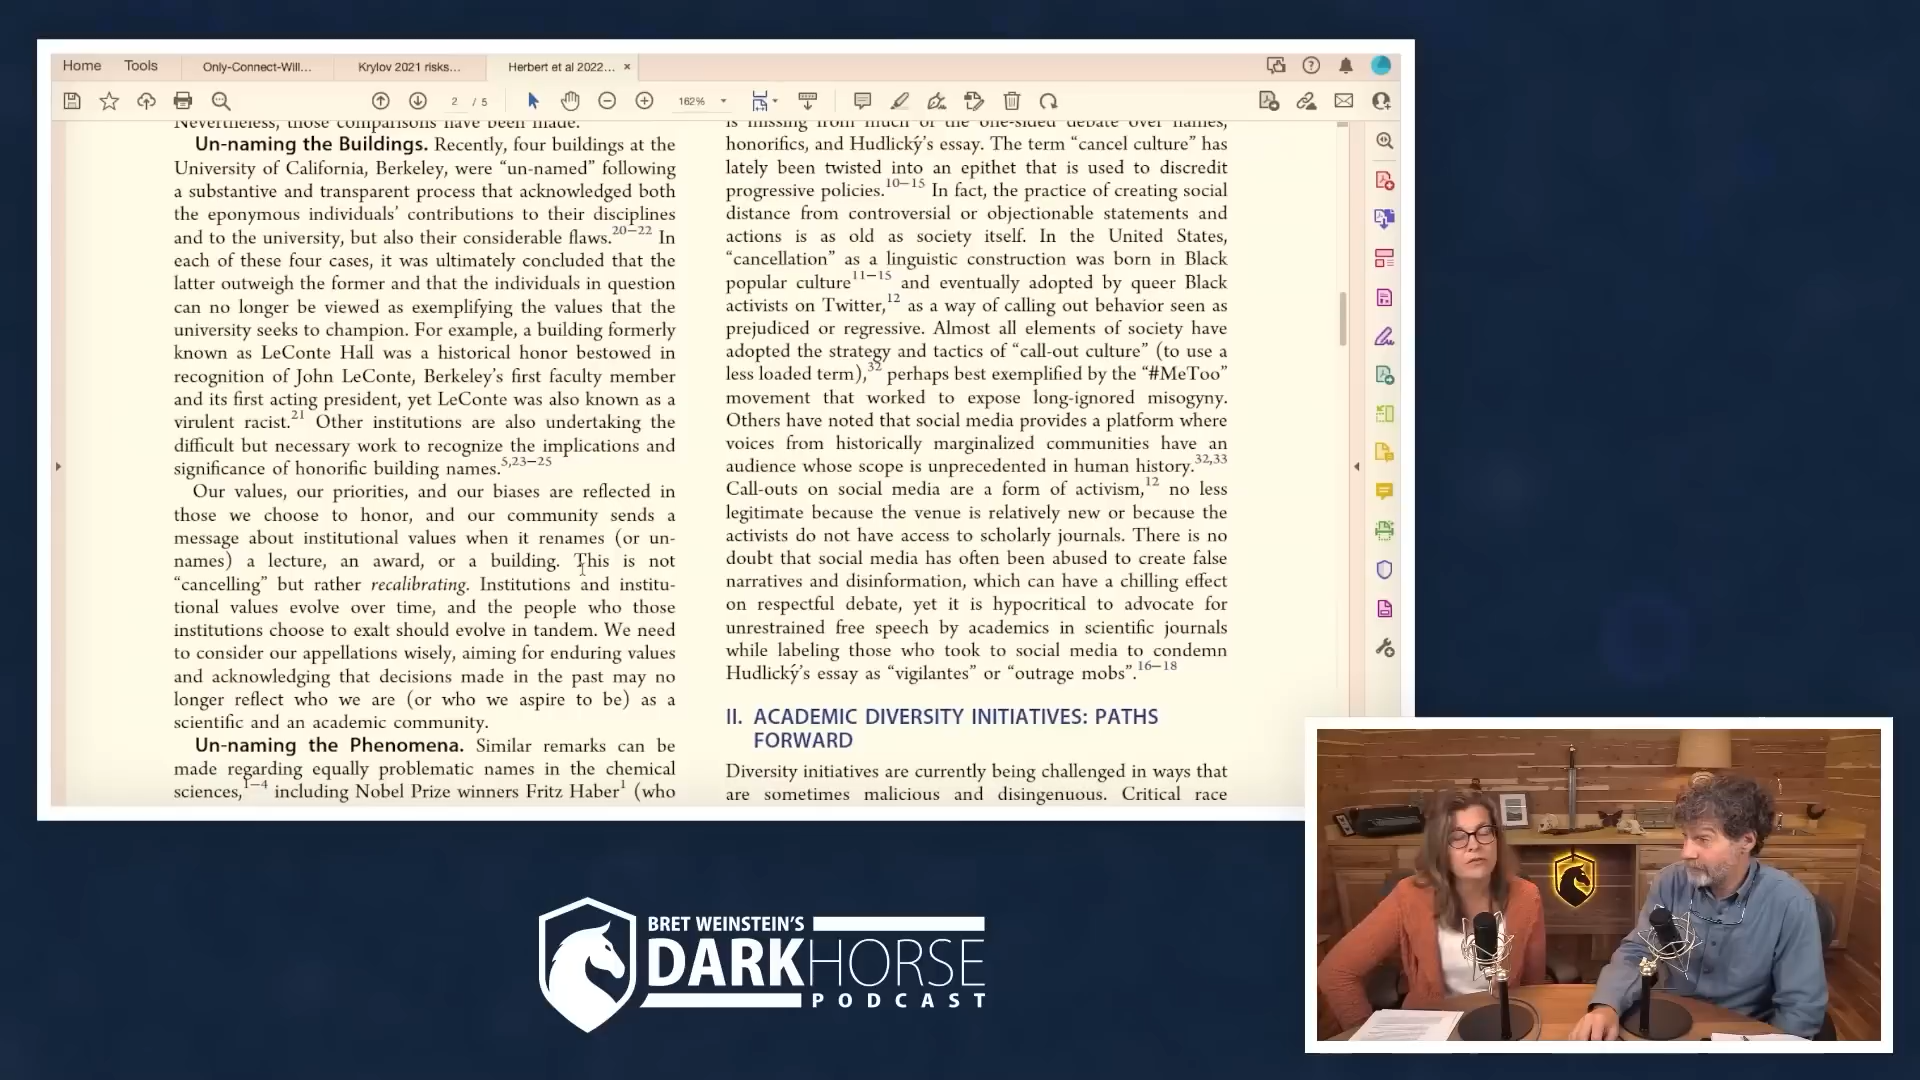 Home
Tools
Only-Connect-Will...
Krylov 2021 risks...
Herbert et al 2022...
×
2 / 5
162%
Nevertheless, those comparisons have been made.
Un-naming the Buildings. Recently, four buildings at the
University of California, Berkeley, were “un-named” following
a substantive and transparent process that acknowledged both
the eponymous individuals’ contributions to their disciplines
and to the university, but also their considerable flaws.20−22 In
each of these four cases, it was ultimately concluded that the
latter outweigh the former and that the individuals in question
can no longer be viewed as exemplifying the values that the
university seeks to champion. For example, a building formerly
known as LeConte Hall was a historical honor bestowed in
recognition of John LeConte, Berkeley’s first faculty member
and its first acting president, yet LeConte was also known as a
virulent racist.21 Other institutions are also undertaking the
difficult but necessary work to recognize the implications and
significance of honorific building names.5,23−25
Our values, our priorities, and our biases are reflected in
those we choose to honor, and our community sends a
message about institutional values when it renames (or un-
names) a lecture, an award, or a building. This is not
“cancelling” but rather recalibrating. Institutions and institu-
tional values evolve over time, and the people who those
institutions choose to exalt should evolve in tandem. We need
to consider our appellations wisely, aiming for enduring values
and acknowledging that decisions made in the past may no
longer reflect who we are (or who we aspire to be) as a
scientific and an academic community.
Un-naming the Phenomena. Similar remarks can be
made regarding equally problematic names in the chemical
sciences,1−4 including Nobel Prize winners Fritz Haber1 (who
is missing from much of the one-sided debate over names,
honorifics, and Hudlický’s essay. The term “cancel culture” has
lately been twisted into an epithet that is used to discredit
progressive policies.10−15 In fact, the practice of creating social
distance from controversial or objectionable statements and
actions is as old as society itself. In the United States,
“cancellation” as a linguistic construction was born in Black
popular culture11−15 and eventually adopted by queer Black
activists on Twitter,12 as a way of calling out behavior seen as
prejudiced or regressive. Almost all elements of society have
adopted the strategy and tactics of “call-out culture” (to use a
less loaded term),32 perhaps best exemplified by the “#MeToo”
movement that worked to expose long-ignored misogyny.
Others have noted that social media provides a platform where
voices from historically marginalized communities have an
audience whose scope is unprecedented in human history.32,33
Call-outs on social media are a form of activism,12 no less
legitimate because the venue is relatively new or because the
activists do not have access to scholarly journals. There is no
doubt that social media has often been abused to create false
narratives and disinformation, which can have a chilling effect
on respectful debate, yet it is hypocritical to advocate for
unrestrained free speech by academics in scientific journals
while labeling those who took to social media to condemn
Hudlický’s essay as “vigilantes” or “outrage mobs”.16−18
II. ACADEMIC DIVERSITY INITIATIVES: PATHS
FORWARD
Diversity initiatives are currently being challenged in ways that
are sometimes malicious and disingenuous. Critical race
BRET WEINSTEIN'S
DARKHORSE
PODCAST